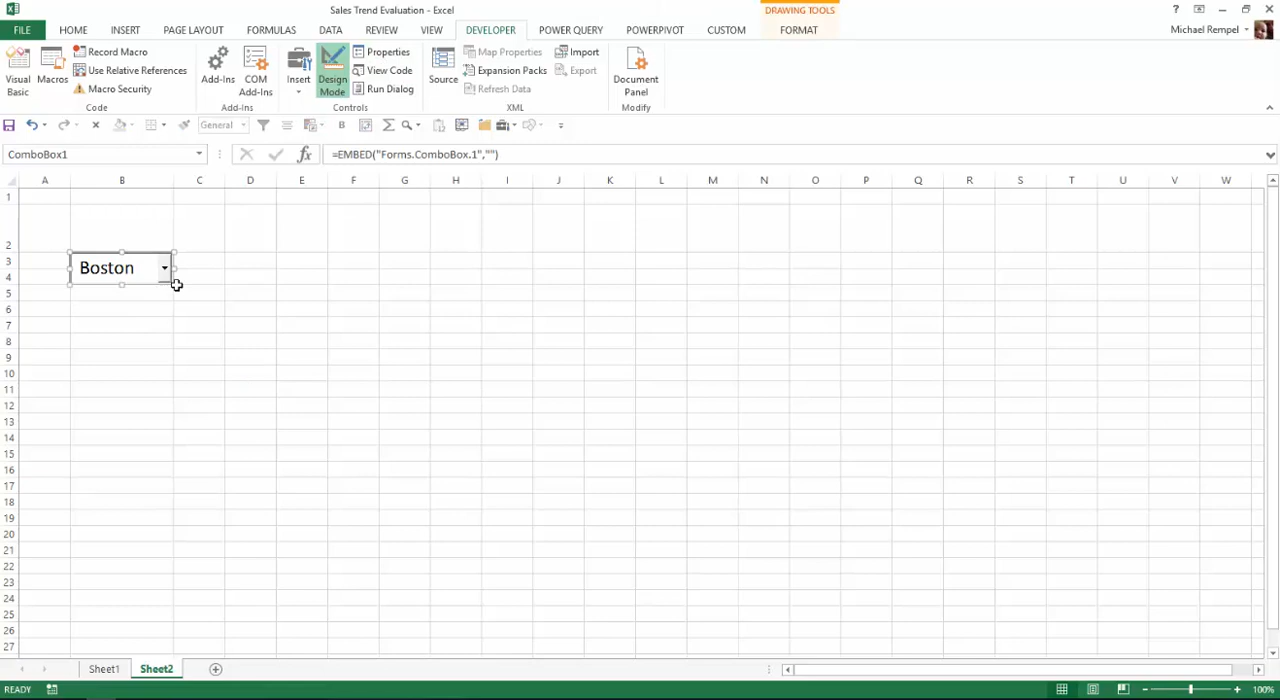 Sales Trend Evaluation - Excel
DRAWING TOOLS
FILE HOME INSERT PAGE LAYOUT FORMULAS DATA REVIEW VIEW DEVELOPER POWER QUERY POWERPIVOT CUSTOM FORMAT Michael Rempel
Visual Basic
Macros
Record Macro
Use Relative References
Macro Security
Code
Add-Ins
COM Add-Ins
Add-Ins
Insert
Design Mode
Properties
View Code
Run Dialog
Controls
Source
Map Properties
Expansion Packs
Refresh Data
Import
Export
XML
Document Panel
Modify
General
ComboBox1
fx
=EMBED("Forms.ComboBox.1","")
A B C D E F G H I J K L M N O P Q R S T U V W
1
2
3
Boston
4
5
6
7
8
9
10
11
12
13
14
15
16
17
18
19
20
21
22
23
24
25
26
27
Sheet1 Sheet2
READY
100%